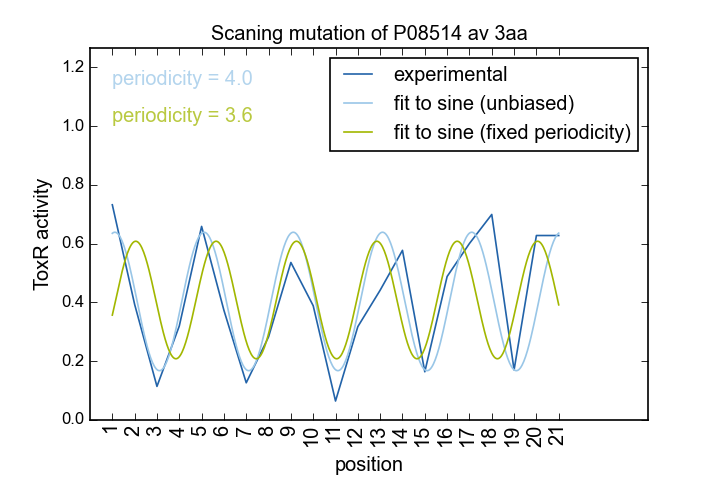 Scaning mutation of P08514 av 3aa
periodicity = 4.0
periodicity = 3.6
experimental
fit to sine (unbiased)
fit to sine (fixed periodicity)
ToxR activity
1.2
1.0
0.8
0.6
0.4
0.2
0.0
1 2 3 4 5 6 7 8 9 10 11 12 13 14 15 16 17 18 19 20 21
position